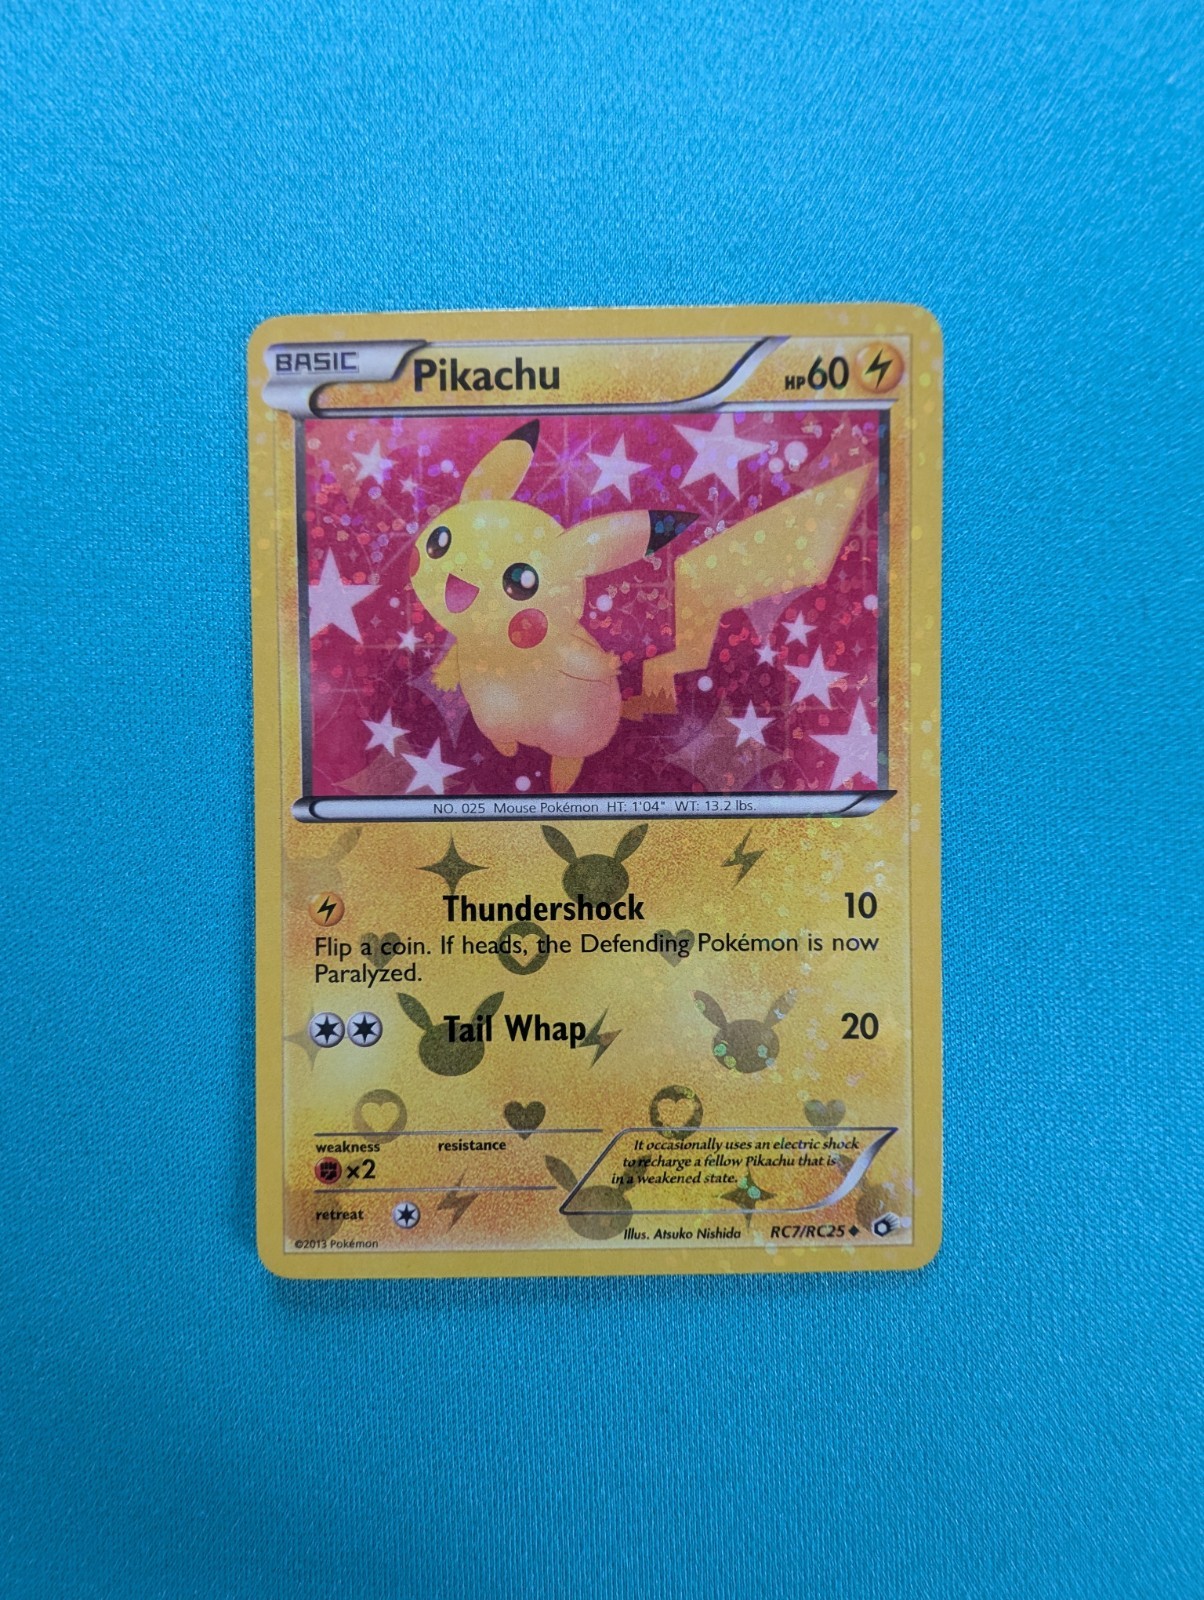 BASIC Pikachu HP60
NO. 025 Mouse Pokémon HT: 1'04" WT: 13.2 lbs.
Thundershock 10
Flip a coin. If heads, the Defending Pokémon is now
Paralyzed.
Tail Whap 20
weakness resistance
×2
retreat
It occasionally uses an electric shock
to recharge a fellow Pikachu that is
in a weakened state.
Illus. Atsuko Nishida RC7/RC25
©2013 Pokémon